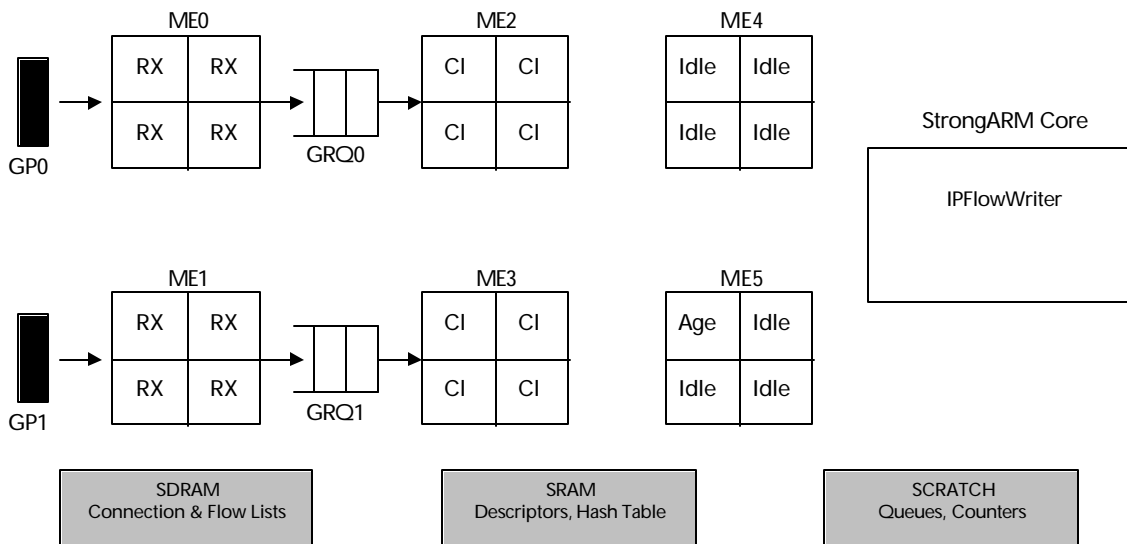 ME0
ME2
ME4
RX RX
CI CI
Idle Idle
RX RX
CI CI
Idle Idle
StrongARM Core
GP0
GRQ0
IPFlowWriter
ME1
ME3
ME5
RX RX
CI CI
Age Idle
RX RX
CI CI
Idle Idle
GP1
GRQ1
SDRAM
Connection & Flow Lists
SRAM
Descriptors, Hash Table
SCRATCH
Queues, Counters